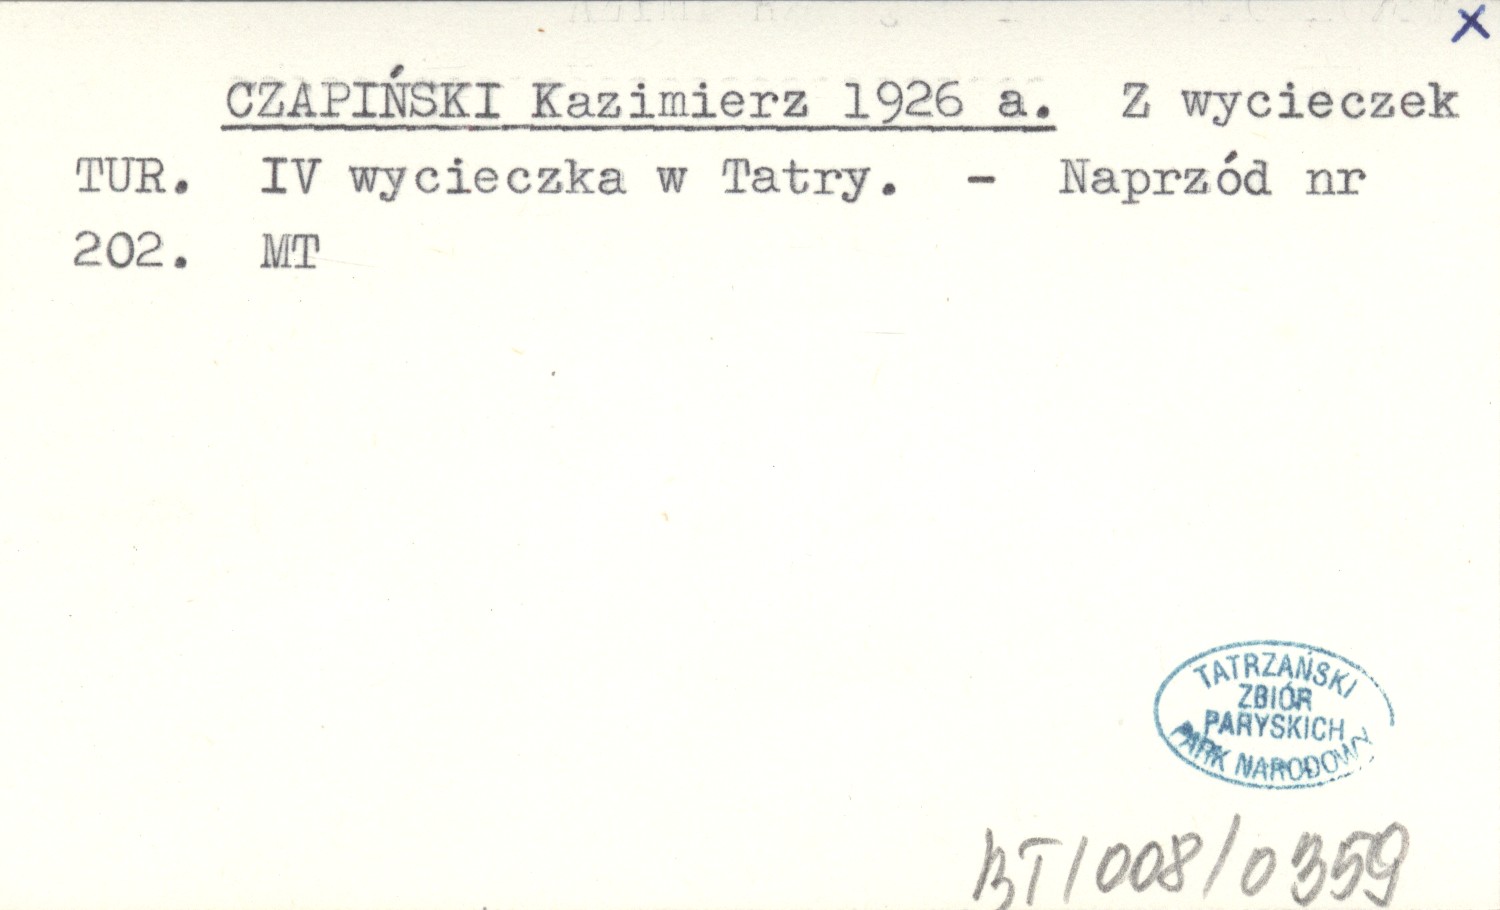 x
CZAPIŃSKI Kazimierz 1926 a. Z wycieczek
TUR. IV wycieczka w Tatry. - Naprzód nr
202. MT
TATRZAŃSKI
ZBIÓR
PARYSKICH
PARK NARODOWY
BT/008/0359